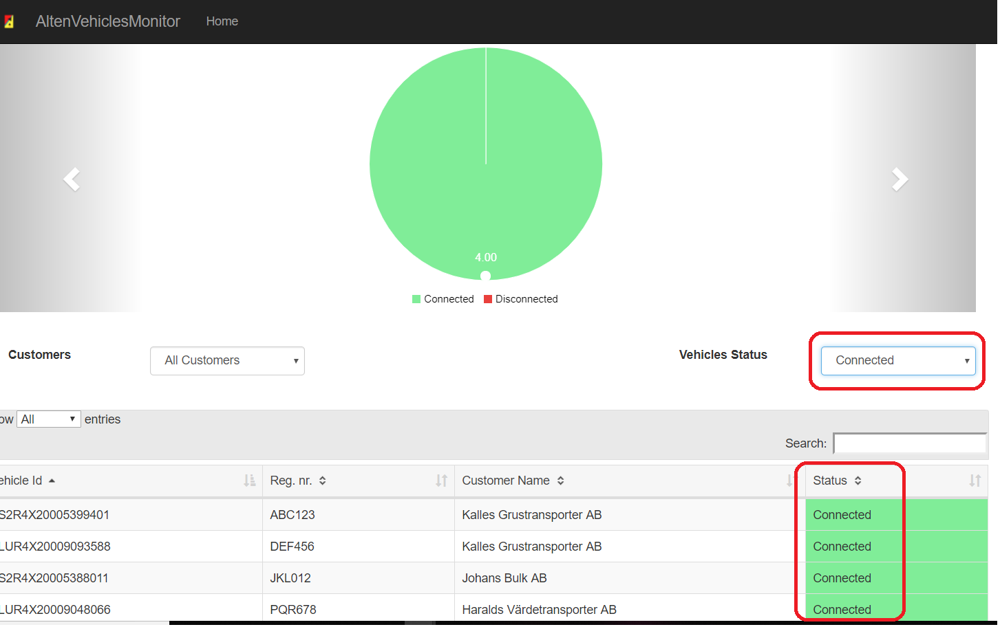 AltenVehiclesMonitor Home
4.00
Connected Disconnected
Customers All Customers Vehicles Status Connected
ow All entries
Search:
ehicle Id Reg. nr. Customer Name Status
S2R4X20005399401 ABC123 Kalles Grustransporter AB Connected
LUR4X20009093588 DEF456 Kalles Grustransporter AB Connected
S2R4X20005388011 JKL012 Johans Bulk AB Connected
LUR4X20009048066 PQR678 Haralds Värdetransporter AB Connected